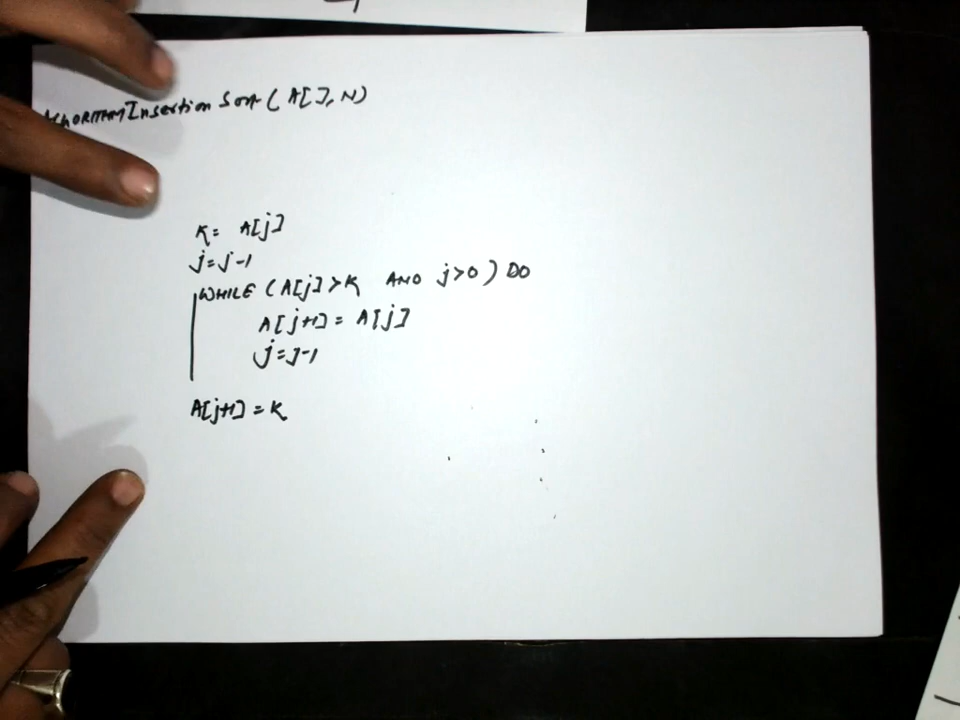 ALGORITHM Insertion Sort ( A[ ], N)
K = A[j]
j = j - 1
WHILE (A[j] > K AND j > 0 ) DO
A[j+1] = A[j]
j = j - 1
A[j+1] = K